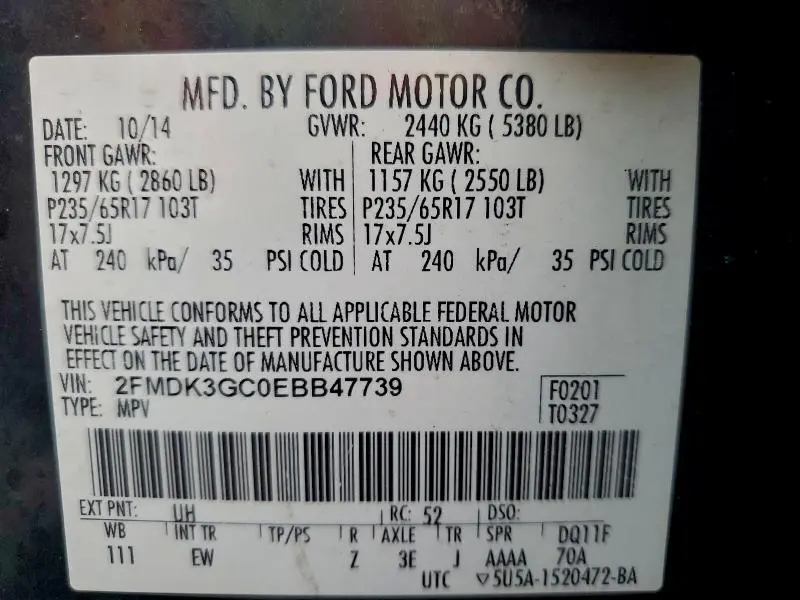 MFD. BY FORD MOTOR CO.
DATE: 10/14 GVWR: 2440 KG ( 5380 LB)
FRONT GAWR: REAR GAWR:
1297 KG ( 2860 LB) WITH 1157 KG ( 2550 LB) WITH
P235/65R17 103T TIRES P235/65R17 103T TIRES
17x7.5J RIMS 17x7.5J RIMS
AT 240 kPa/ 35 PSI COLD AT 240 kPa/ 35 PSI COLD
THIS VEHICLE CONFORMS TO ALL APPLICABLE FEDERAL MOTOR
VEHICLE SAFETY AND THEFT PREVENTION STANDARDS IN
EFFECT ON THE DATE OF MANUFACTURE SHOWN ABOVE.
VIN: 2FMDK3GC0EBB47739 F0201
TYPE: MPV T0327
EXT PNT: UH RC: 52 DSO:
WB INT TR TP/PS R AXLE TR SPR DQ11F
111 EW Z 3E J AAAA 70A
UTC ▽5U5A-1520472-BA